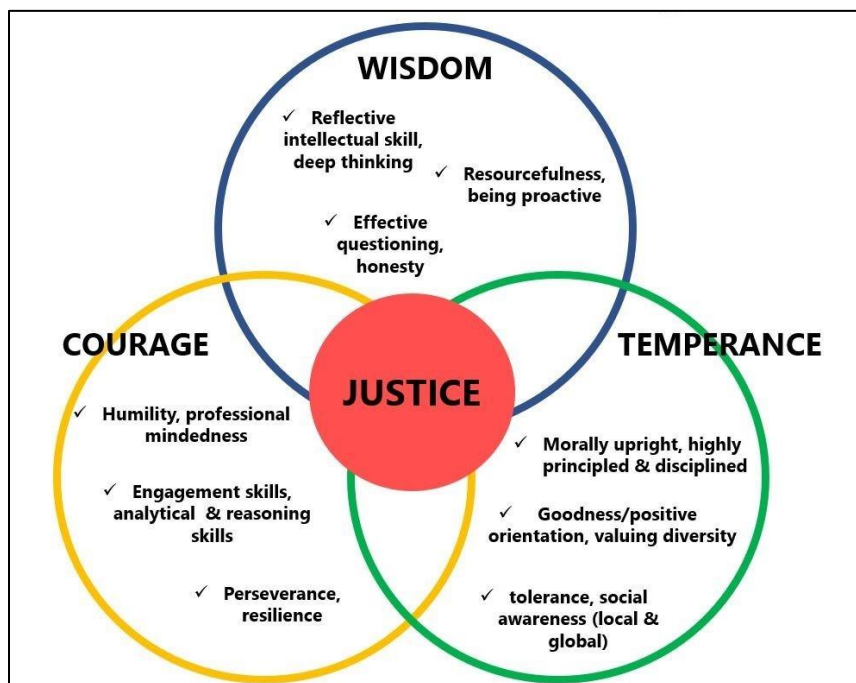 WISDOM
✓ Reflective
intellectual skill,
deep thinking
✓ Resourcefulness,
being proactive
✓ Effective
questioning,
honesty
COURAGE
TEMPERANCE
JUSTICE
✓ Humility, professional
mindedness
✓ Engagement skills,
analytical & reasoning
skills
✓ Perseverance,
resilience
✓ Morally upright, highly
principled & disciplined
✓ Goodness/positive
orientation, valuing diversity
✓ tolerance, social
awareness (local &
global)